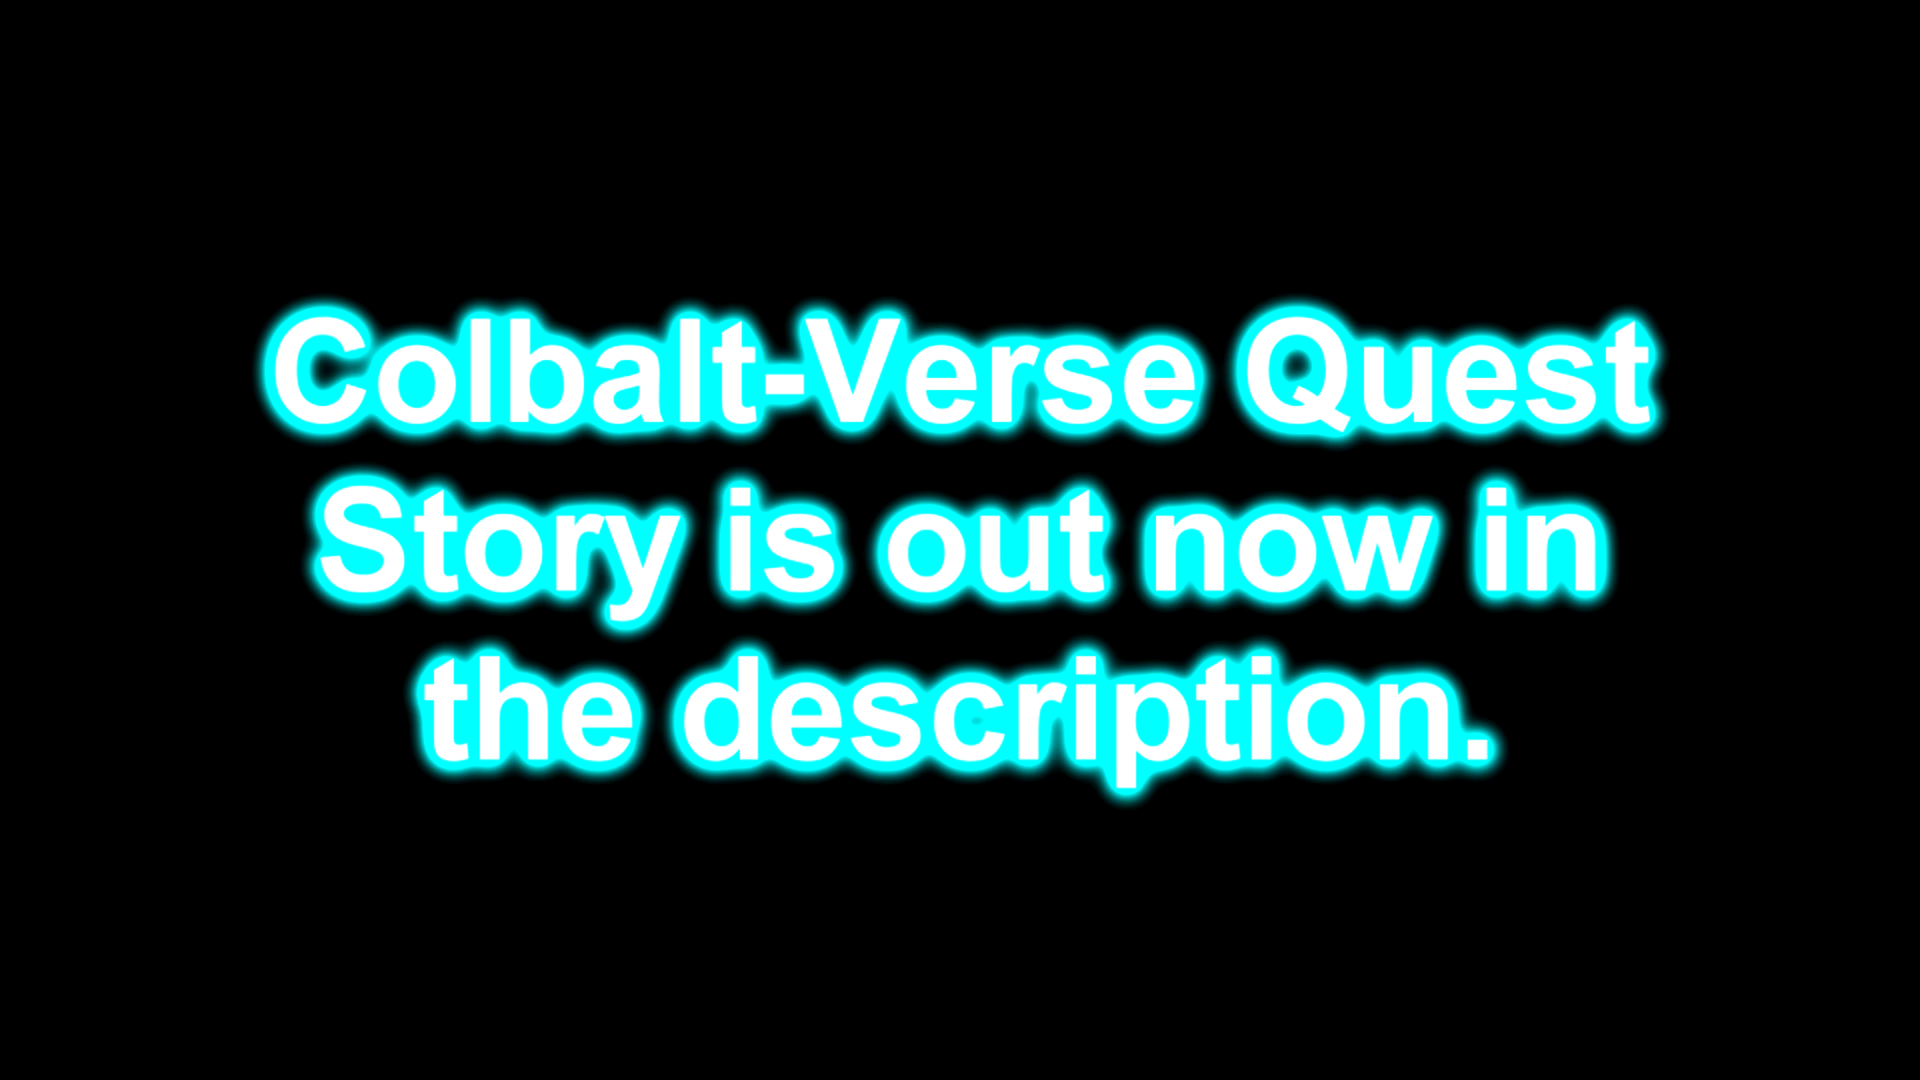 Colbalt-Verse Quest
Story is out now in
the description.